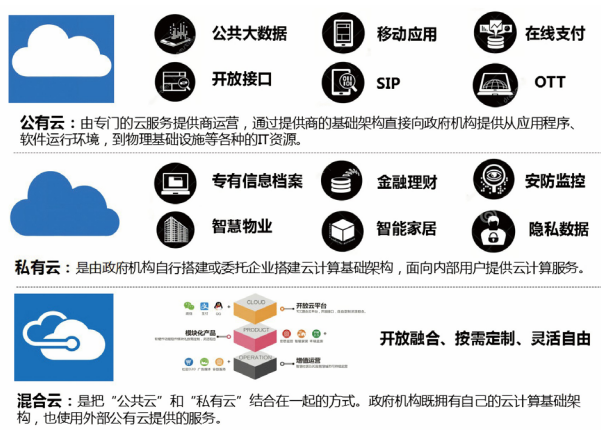 公共大数据
移动应用
在线支付
开放接口
SIP
OTT
公有云：由专门的云服务提供商运营，通过提供商的基础架构直接向政府机构提供从应用程序、
软件运行环境，到物理基础设施等各种的IT资源。
专有信息档案
金融理财
安防监控
智慧物业
智能家居
隐私数据
私有云：是由政府机构自行搭建或委托企业搭建云计算基础架构，面向内部用户提供云计算服务。
CLOUD
开放云平台
模块化产品
PRODUCT
OPERATION
增值运营
开放融合、按需定制、灵活自由
混合云：是把“公共云”和“私有云”结合在一起的方式。政府机构既拥有自己的云计算基础架
构，也使用外部公有云提供的服务。